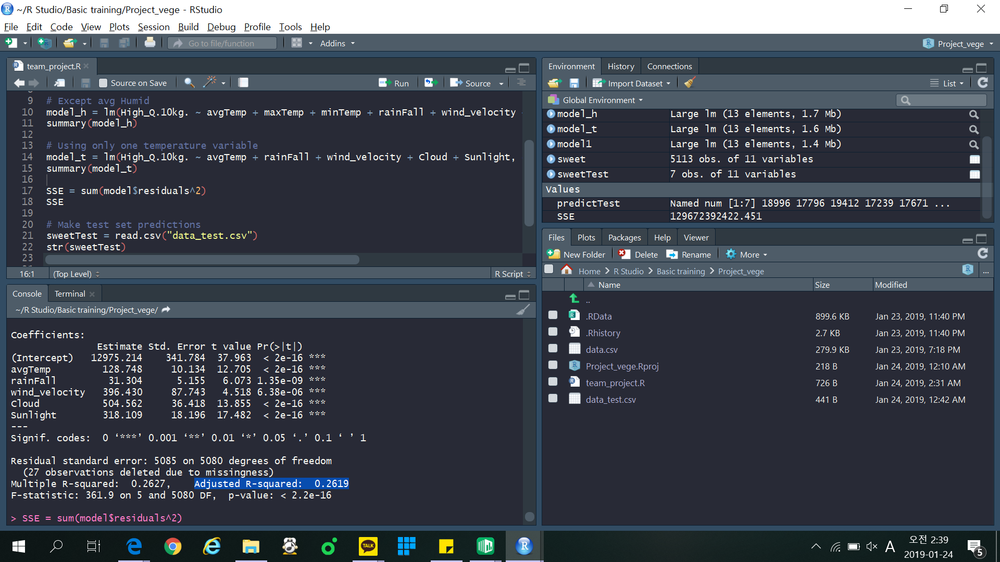 ~/R Studio/Basic training/Project_vege - RStudio
File Edit Code View Plots Session Build Debug Profile Tools Help
Go to file/function Addins Project_vege
team_project.R
Source on Save Run Source
9 # Except avg Humid
10 model_h = lm(High_Q.10kg. ~ avgTemp + maxTemp + minTemp + rainFall + wind_velocity
11 summary(model_h)
12
13 # Using only one temperature variable
14 model_t = lm(High_Q.10kg. ~ avgTemp + rainFall + wind_velocity + Cloud + Sunlight,
15 summary(model_t)
16
17 SSE = sum(model$residuals^2)
18 SSE
19
20 # Make test set predictions
21 sweetTest = read.csv("data_test.csv")
22 str(sweetTest)
23
16:1 (Top Level) R Script
Console Terminal
~/R Studio/Basic training/Project_vege/
Coefficients:
Estimate Std. Error t value Pr(>|t|)
(Intercept) 12975.214 341.784 37.963 < 2e-16 ***
avgTemp 128.748 10.134 12.705 < 2e-16 ***
rainFall 31.304 5.155 6.073 1.35e-09 ***
wind_velocity 396.430 87.743 4.518 6.38e-06 ***
Cloud 504.562 36.418 13.855 < 2e-16 ***
Sunlight 318.109 18.196 17.482 < 2e-16 ***
---
Signif. codes: 0 ‘***’ 0.001 ‘**’ 0.01 ‘*’ 0.05 ‘.’ 0.1 ‘ ’ 1
Residual standard error: 5085 on 5080 degrees of freedom
(27 observations deleted due to missingness)
Multiple R-squared: 0.2627, Adjusted R-squared: 0.2619
F-statistic: 361.9 on 5 and 5080 DF, p-value: < 2.2e-16
> SSE = sum(model$residuals^2)
Environment History Connections
Import Dataset List
Global Environment
model_h Large lm (13 elements, 1.7 Mb)
model_t Large lm (13 elements, 1.6 Mb)
model1 Large lm (13 elements, 1.4 Mb)
sweet 5113 obs. of 11 variables
sweetTest 7 obs. of 11 variables
Values
predictTest Named num [1:7] 18996 17796 19412 17239 17671 ...
SSE 129672392422.451
Files Plots Packages Help Viewer
New Folder Delete Rename More
Home R Studio Basic training Project_vege ...
Name Size Modified
..
.RData 899.6 KB Jan 23, 2019, 11:40 PM
.Rhistory 2.7 KB Jan 23, 2019, 11:40 PM
data.csv 279.9 KB Jan 23, 2019, 7:18 PM
Project_vege.Rproj 218 B Jan 24, 2019, 12:10 AM
team_project.R 726 B Jan 24, 2019, 2:31 AM
data_test.csv 441 B Jan 24, 2019, 12:42 AM
TALK
R
A
오전 2:39
2019-01-24
5